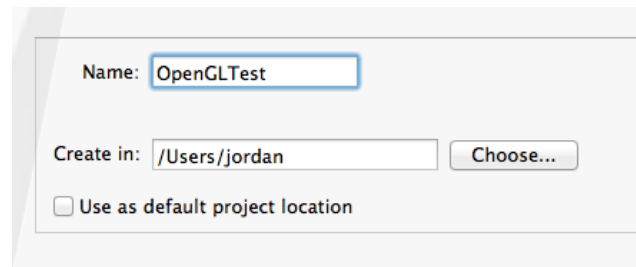 Name: OpenGLTest
Create in: /Users/jordan Choose...
Use as default project location